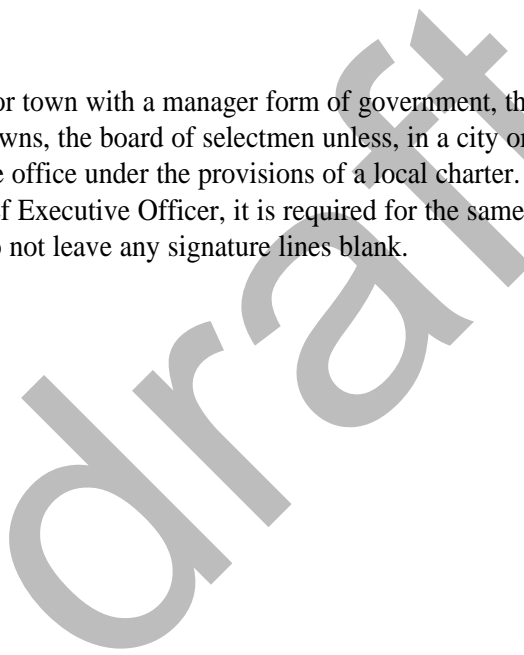 or town with a manager form of government, th
wns, the board of selectmen unless, in a city or
e office under the provisions of a local charter.
f Executive Officer, it is required for the same
o not leave any signature lines blank.
draft